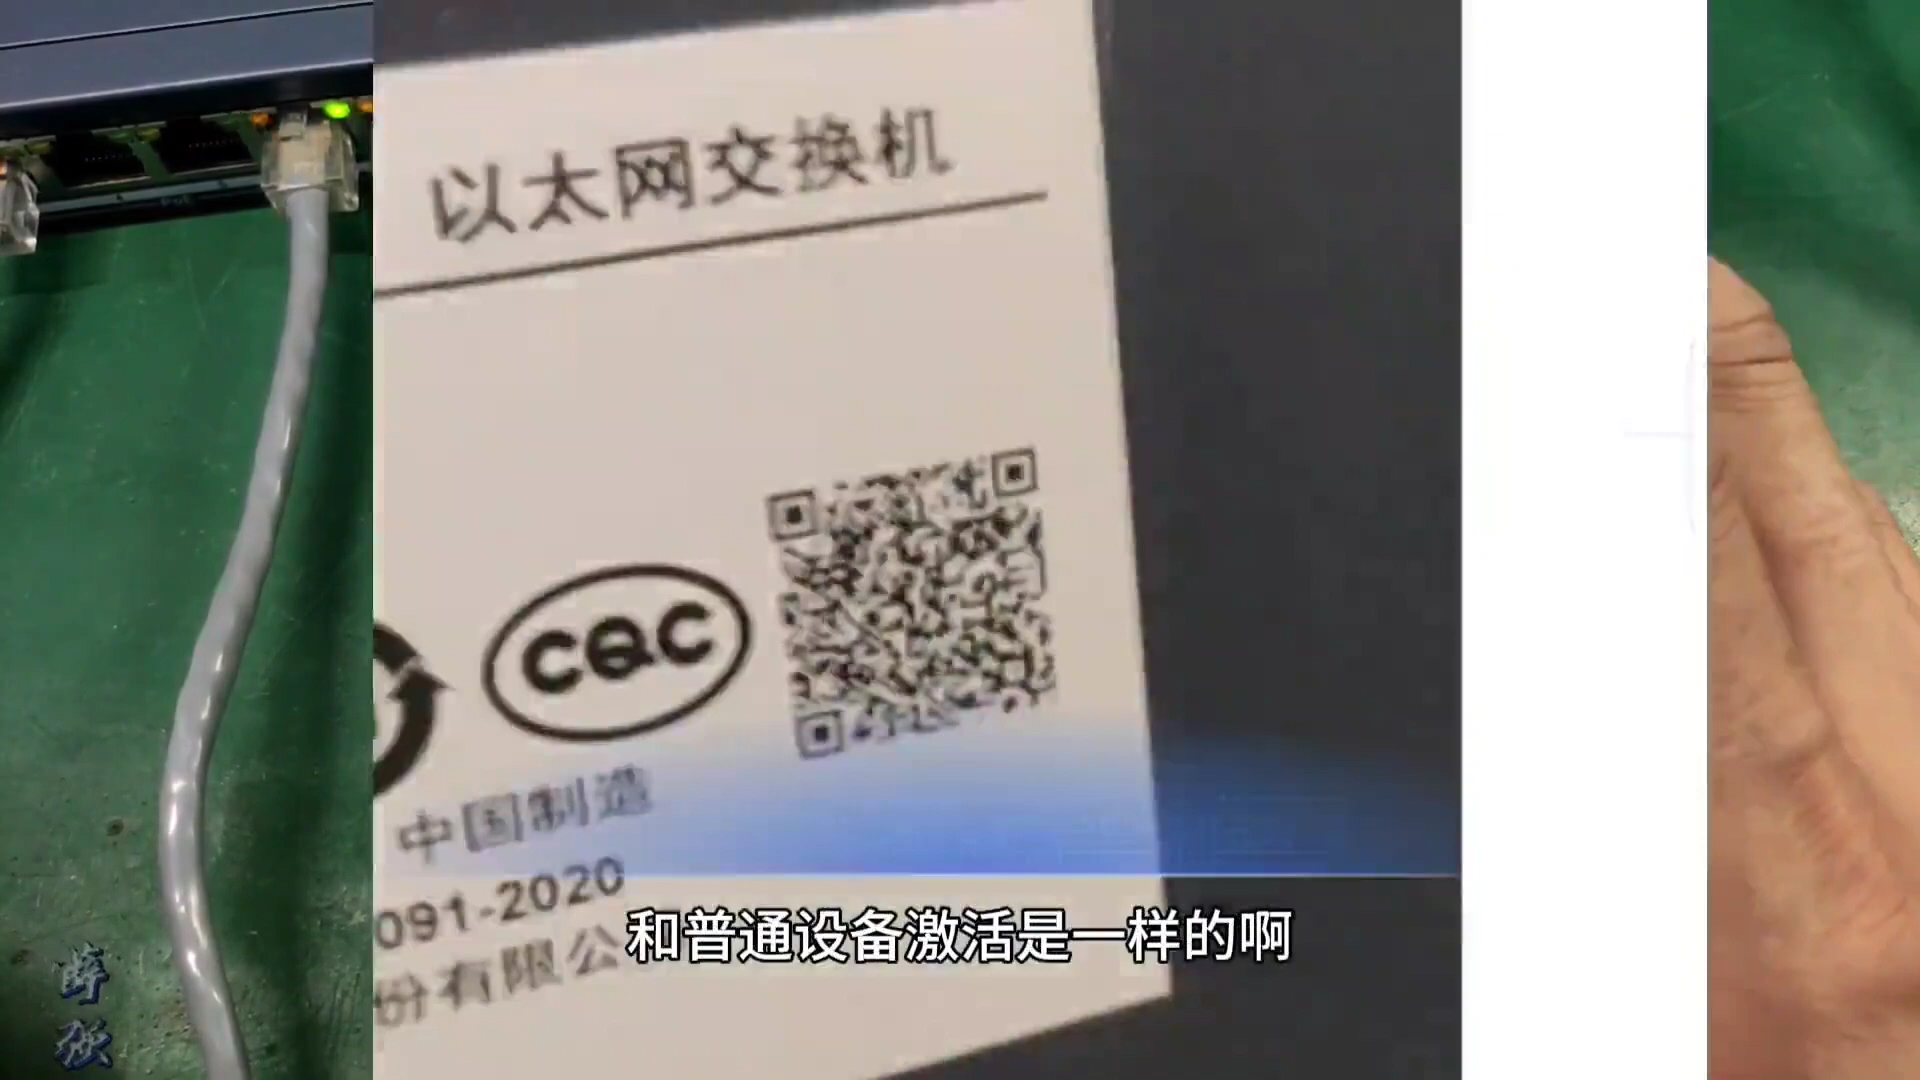 以太网交换机
CQC
中国制造
091-2020
份有限公
和普通设备激活是一样的啊